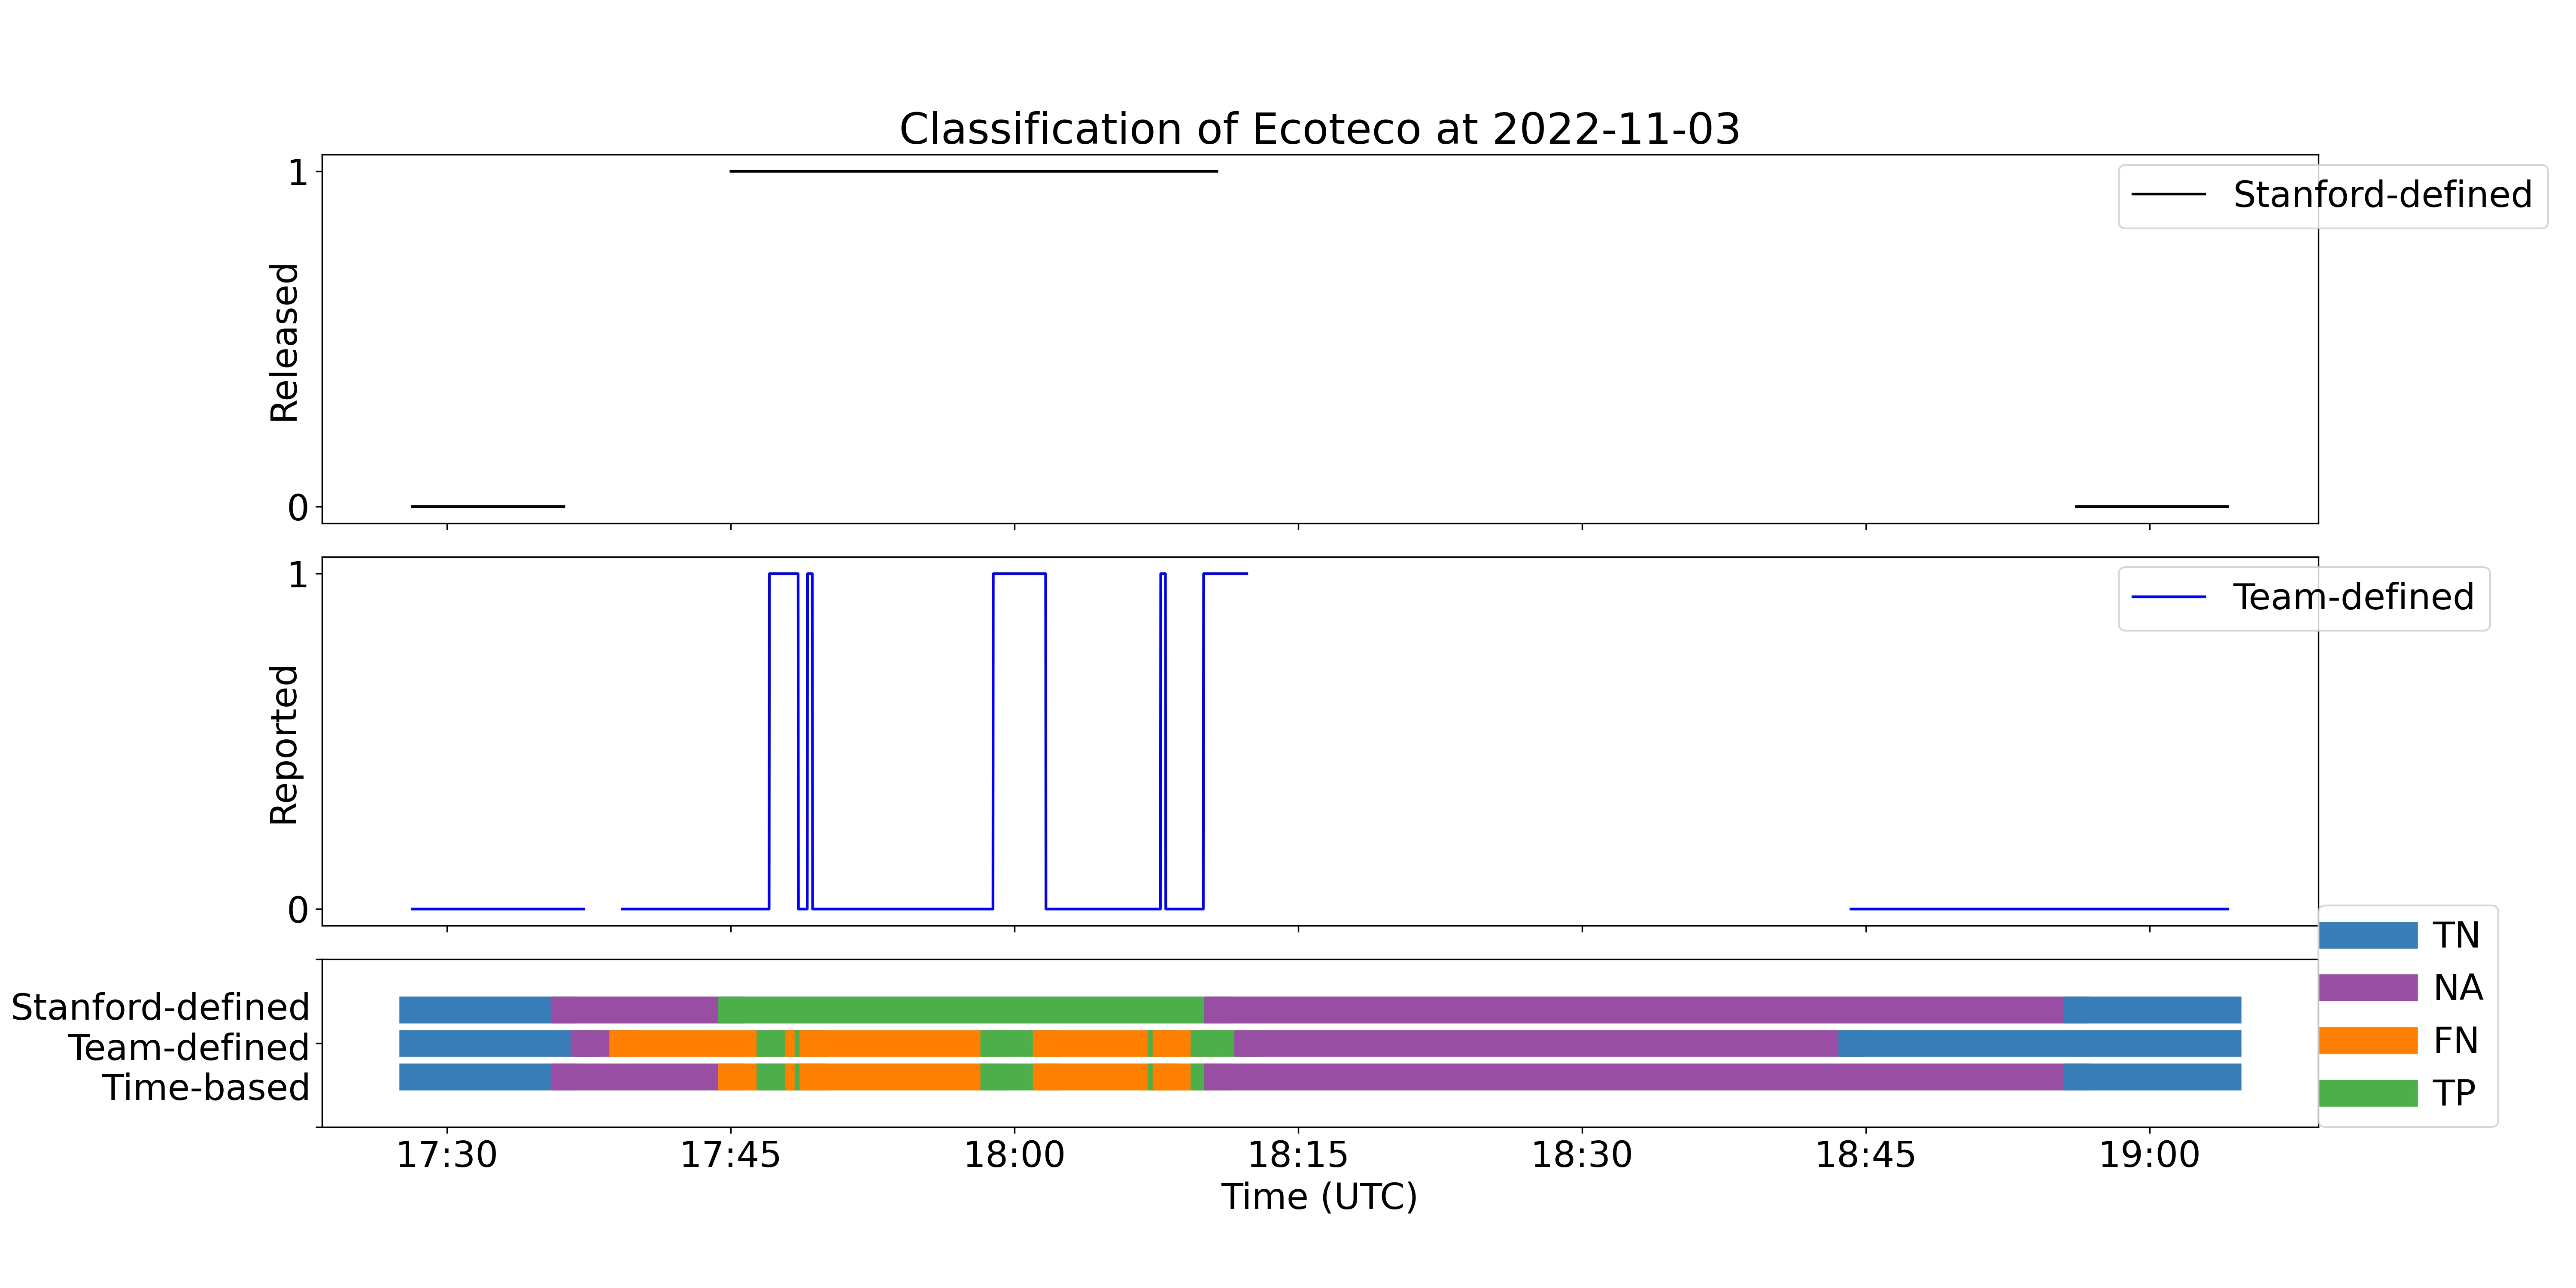 Classification of Ecoteco at 2022-11-03
1
Released
0
Stanford-defined
1
Reported
0
Team-defined
Stanford-defined
Team-defined
Time-based
TN
NA
FN
TP
17:30 17:45 18:00 18:15 18:30 18:45 19:00
Time (UTC)